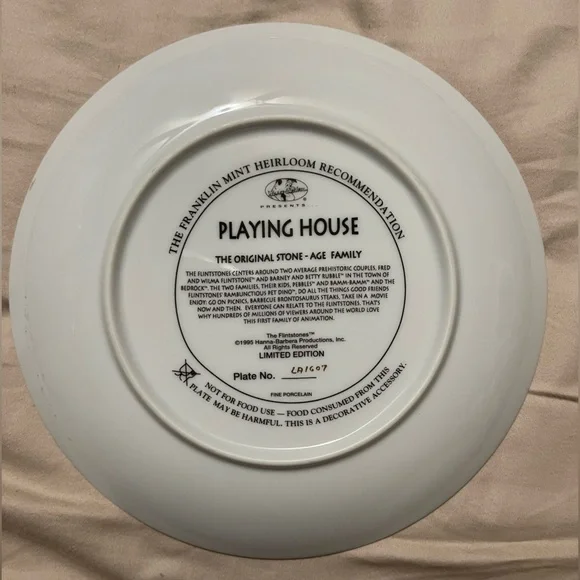 THE FRANKLIN MINT HEIRLOOM RECOMMENDATION
PRESENTS...
PLAYING HOUSE
THE ORIGINAL STONE - AGE FAMILY
THE FLINTSTONES CENTERS AROUND TWO AVERAGE PREHISTORIC COUPLES, FRED
AND WILMA FLINTSTONE® AND BARNEY AND BETTY RUBBLE™ IN THE TOWN OF
BEDROCK™. THE TWO FAMILIES, THEIR KIDS, PEBBLES® AND BAMM-BAMM® AND THE
FLINTSTONES' RAMBUNCTIOUS PET DINO™, DO ALL THE THINGS GOOD FRIENDS
ENJOY: GO ON PICNICS, BARBECUE BRONTOSAURUS STEAKS, TAKE IN A MOVIE
NOW AND THEN. EVERYONE CAN RELATE TO THE FLINTSTONES. THAT'S
WHY HUNDREDS OF MILLIONS OF VIEWERS AROUND THE WORLD LOVE
THIS FIRST FAMILY OF ANIMATION.
The Flintstones™
©1995 Hanna-Barbera Productions, Inc.
All Rights Reserved
LIMITED EDITION
Plate No. LA1607
FINE PORCELAIN
NOT FOR FOOD USE — FOOD CONSUMED FROM THIS
PLATE MAY BE HARMFUL. THIS IS A DECORATIVE ACCESSORY.